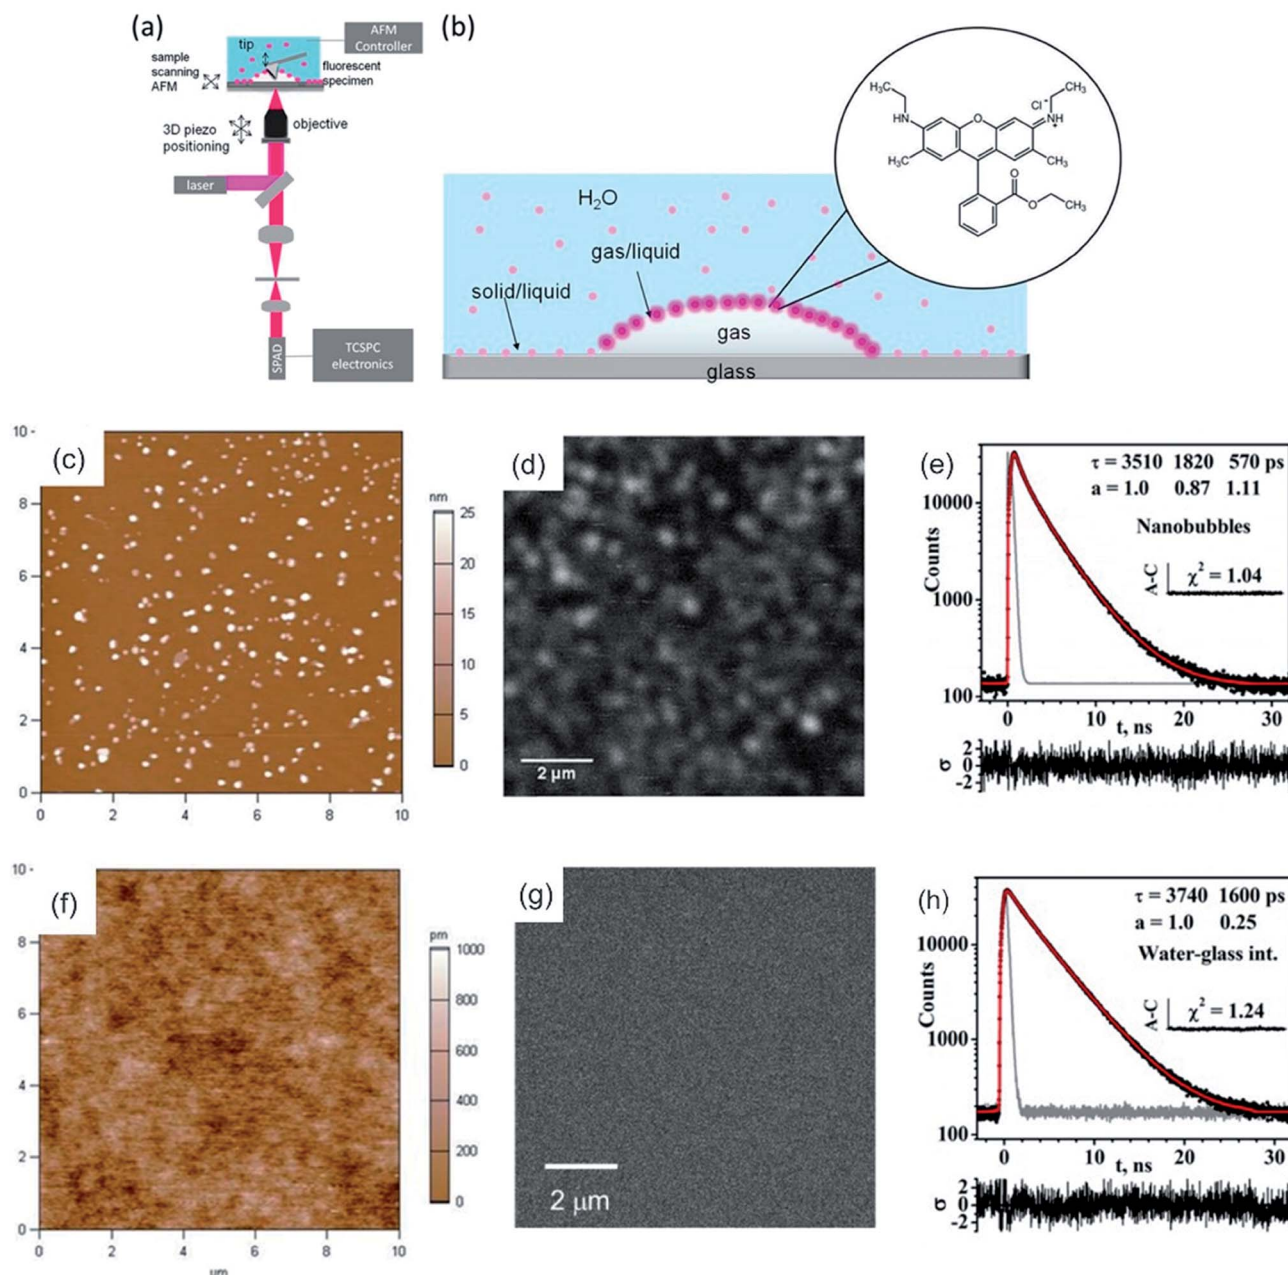 (a)
AFM
Controller
tip
sample
scanning
AFM
fluorescent
specimen
3D piezo
positioning
objective
laser
SPAD
TCSPC
electronics
(b)
H₂O
gas/liquid
solid/liquid
gas
glass
H₃C
CH₃
Cl⁻
HN
O
NH
+
H₃C
CH₃
O
O
CH₃
(c)
10
8
6
4
2
0
0 2 4 6 8 10
nm
25
20
15
10
5
0
(d)
2 µm
(e)
τ = 3510 1820 570 ps
a = 1.0 0.87 1.11
Nanobubbles
A-C
χ² = 1.04
Counts
10000
1000
100
0 10 20 30
t, ns
σ
2
0
-2
(f)
10
8
6
4
2
0
0 2 4 6 8 10
µm
pm
1000
800
600
400
200
0
(g)
2 µm
(h)
τ = 3740 1600 ps
a = 1.0 0.25
Water-glass int.
A-C
χ² = 1.24
Counts
10000
1000
100
0 10 20 30
t, ns
σ
2
0
-2